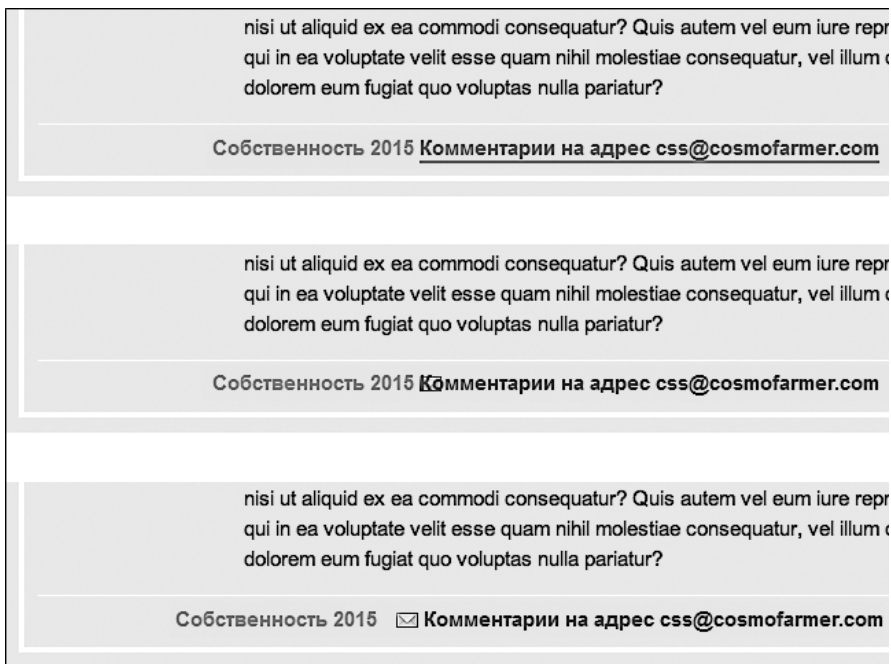 nisi ut aliquid ex ea commodi consequatur? Quis autem vel eum iure repr
qui in ea voluptate velit esse quam nihil molestiae consequatur, vel illum
dolorem eum fugiat quo voluptas nulla pariatur?
Собственность 2015 Комментарии на адрес css@cosmofarmer.com
nisi ut aliquid ex ea commodi consequatur? Quis autem vel eum iure repr
qui in ea voluptate velit esse quam nihil molestiae consequatur, vel illum
dolorem eum fugiat quo voluptas nulla pariatur?
Собственность 2015 Комментарии на адрес css@cosmofarmer.com
nisi ut aliquid ex ea commodi consequatur? Quis autem vel eum iure repr
qui in ea voluptate velit esse quam nihil molestiae consequatur, vel illum
dolorem eum fugiat quo voluptas nulla pariatur?
Собственность 2015 Комментарии на адрес css@cosmofarmer.com